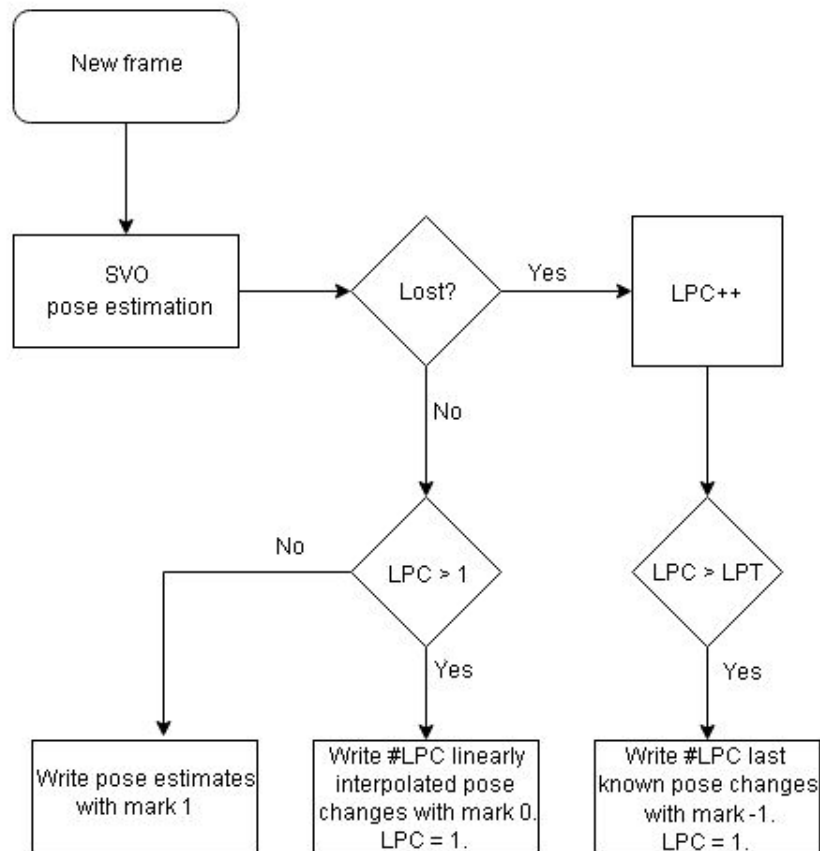 New frame
SVO
pose estimation
Lost?
Yes
LPC++
No
No
LPC > 1
LPC > LPT
Yes
Yes
Write pose estimates
with mark 1
Write #LPC linearly
interpolated pose
changes with mark 0.
LPC = 1.
Write #LPC last
known pose changes
with mark -1.
LPC = 1.